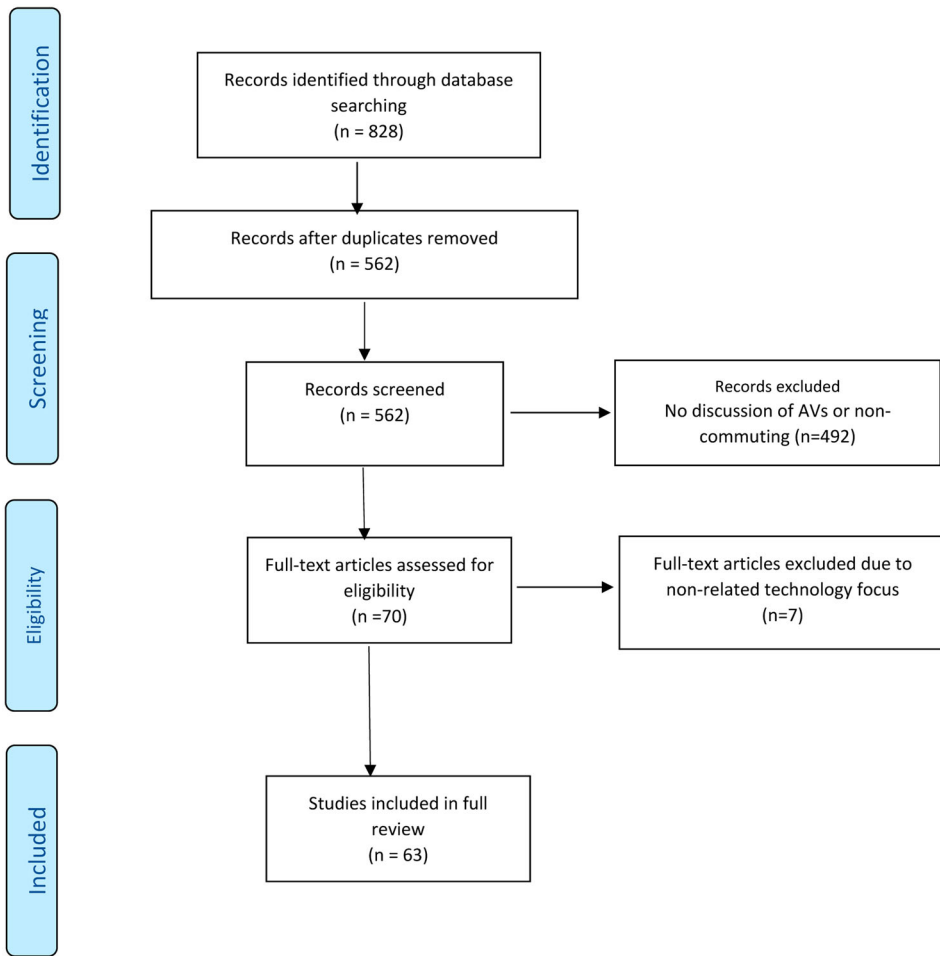 Identification
Records identified through database
searching
(n = 828)
Records after duplicates removed
(n = 562)
Screening
Records screened
(n = 562)
Records excluded
No discussion of AVs or non-
commuting (n=492)
Eligibility
Full-text articles assessed for
eligibility
(n =70)
Full-text articles excluded due to
non-related technology focus
(n=7)
Included
Studies included in full
review
(n = 63)